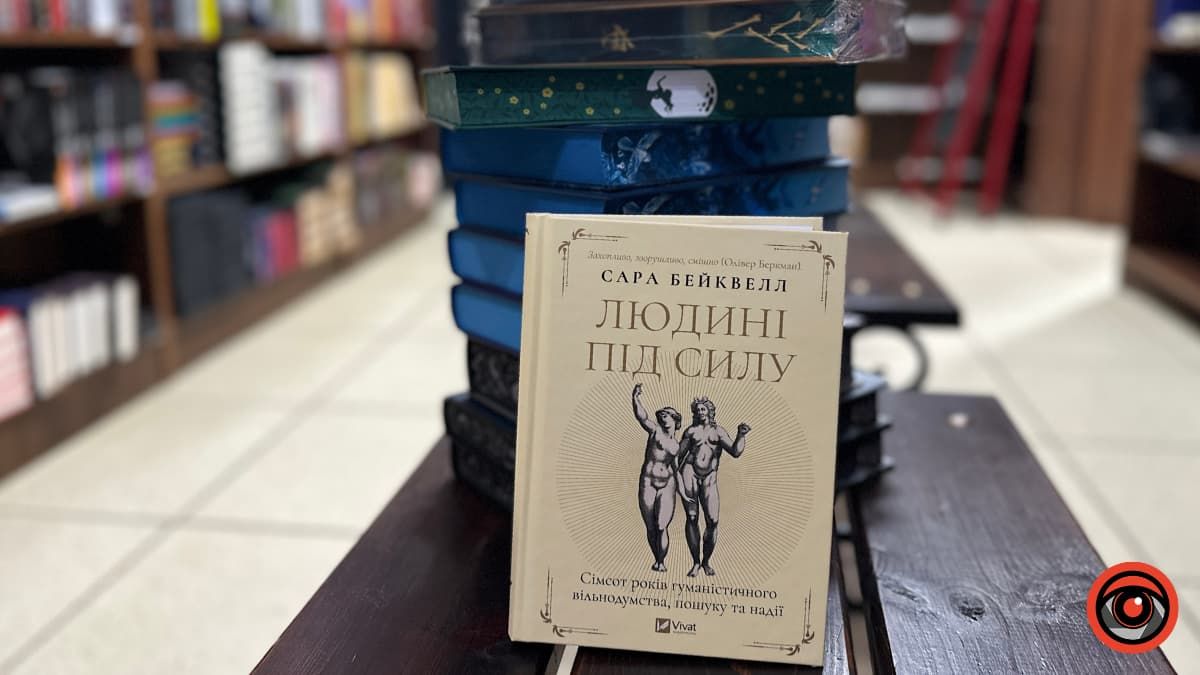 Захопливо, зворушливо, смішно (Олівер Беркман)
САРА БЕЙКВЕЛЛ
ЛЮДИНІ
ПІД СИЛУ
Сімсот років гуманістичного
вільнодумства, пошуку та надії
Vivat